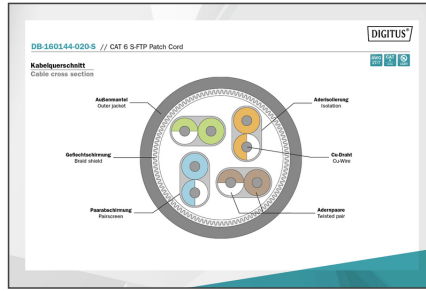 DIGITUS®
DB-160144-020-S // CAT 6 S-FTP Patch Cord
Kabelquerschnitt
Cable cross section
Außenmantel
Outer jacket
Aderisolierung
Isolation
Geflechtschirmung
Braid shield
Cu-Draht
Cu-Wire
Paarabschirmung
Pairscreen
Adernpaare
Twisted pair